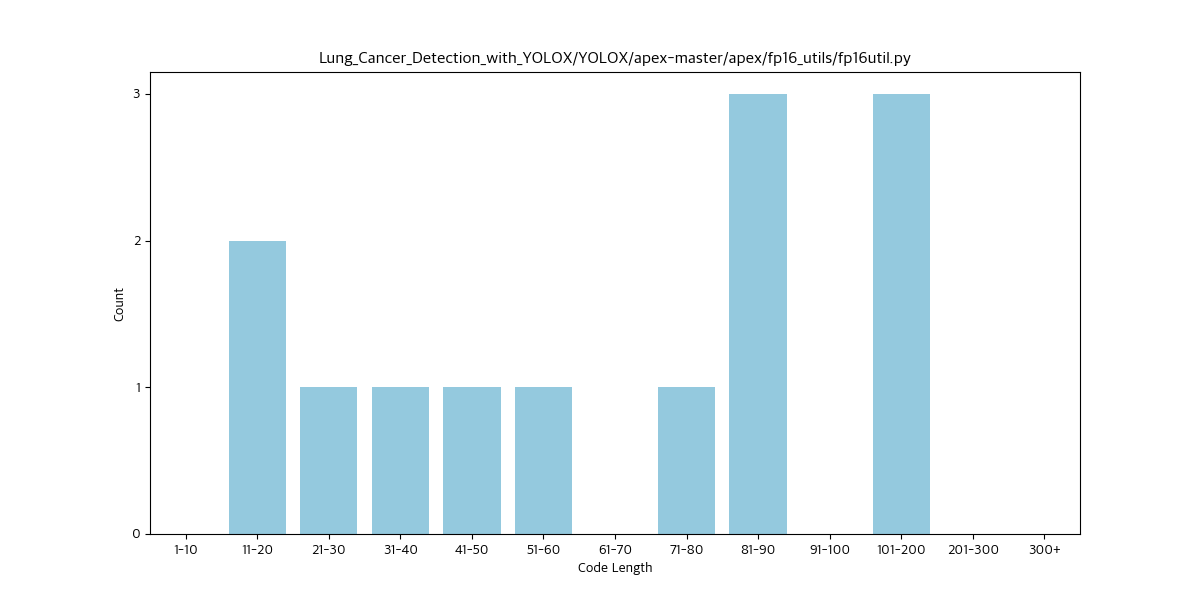 Lung_Cancer_Detection_with_YOLOX/YOLOX/apex-master/apex/fp16_utils/fp16util.py
3
2
1
0
Count
1-10 11-20 21-30 31-40 41-50 51-60 61-70 71-80 81-90 91-100 101-200 201-300 300+
Code Length